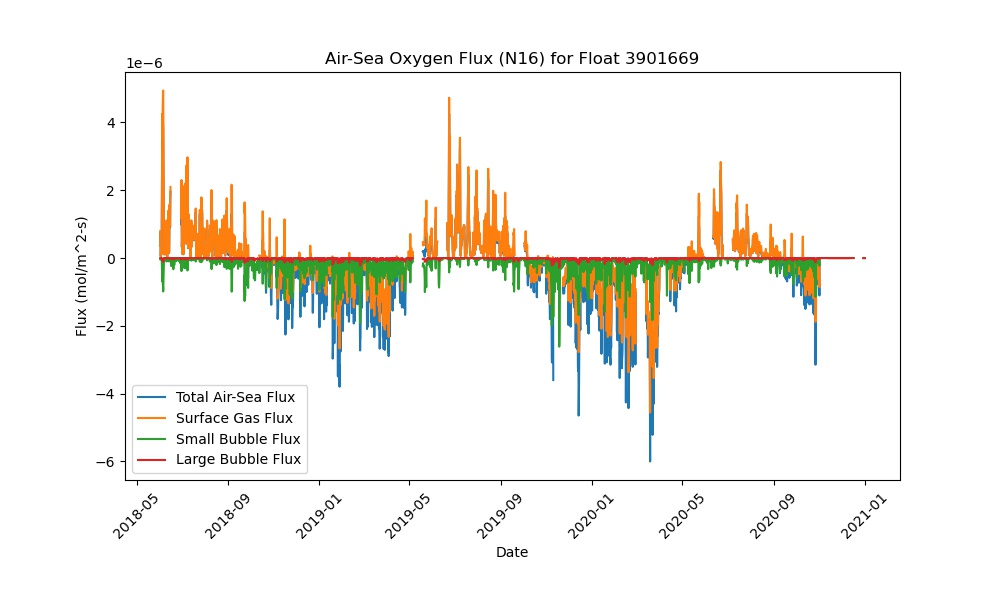 Air-Sea Oxygen Flux (N16) for Float 3901669
1e−6
4
2
0
−2
−4
−6
Flux (mol/m^2-s)
Total Air-Sea Flux
Surface Gas Flux
Small Bubble Flux
Large Bubble Flux
2018-05
2018-09
2019-01
2019-05
2019-09
2020-01
2020-05
2020-09
2021-01
Date